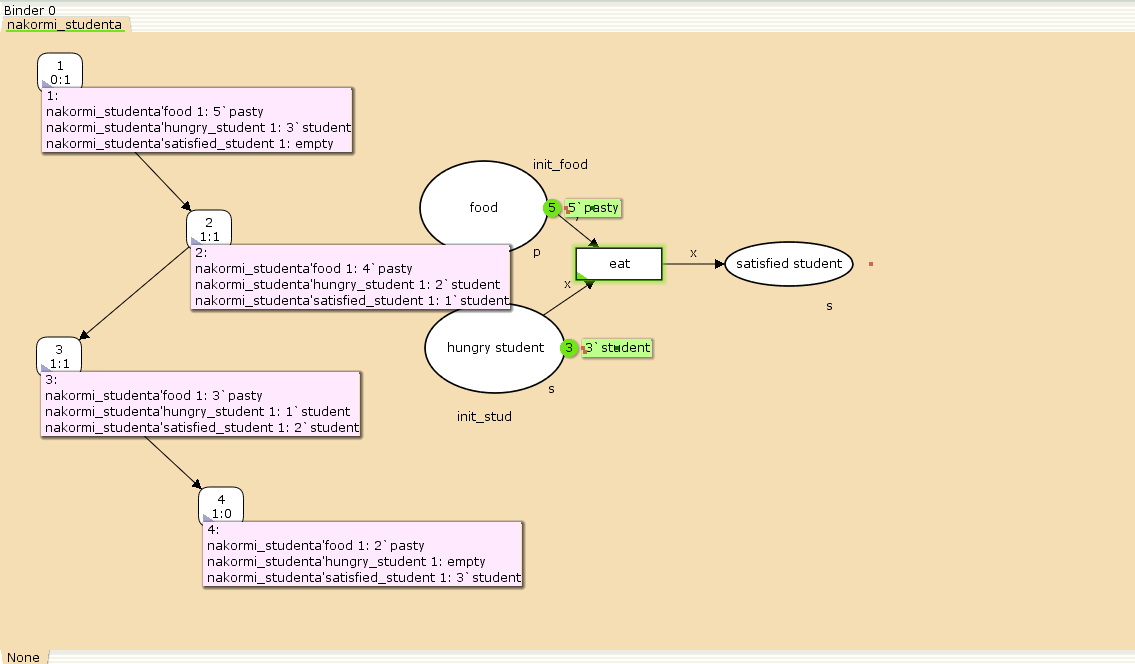 Binder 0
nakormi_studenta
1
0:1
1:
nakormi_studenta'food 1: 5`pasty
nakormi_studenta'hungry_student 1: 3`student
nakormi_studenta'satisfied_student 1: empty
2
1:1
2:
nakormi_studenta'food 1: 4`pasty
nakormi_studenta'hungry_student 1: 2`student
nakormi_studenta'satisfied_student 1: 1`student
3
1:1
3:
nakormi_studenta'food 1: 3`pasty
nakormi_studenta'hungry_student 1: 1`student
nakormi_studenta'satisfied_student 1: 2`student
4
1:0
4:
nakormi_studenta'food 1: 2`pasty
nakormi_studenta'hungry_student 1: empty
nakormi_studenta'satisfied_student 1: 3`student
init_food
food
5
5`pasty
p
eat
x
satisfied student
s
x
hungry student
3
3`student
s
init_stud
None